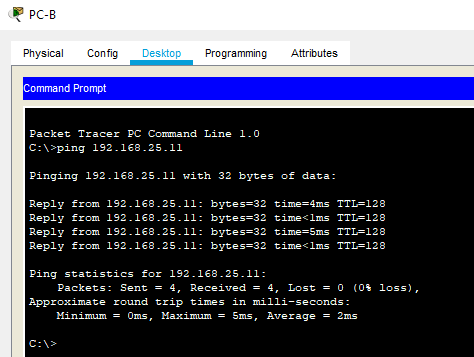 PC-B
Physical Config Desktop Programming Attributes
Command Prompt
Packet Tracer PC Command Line 1.0
C:\>ping 192.168.25.11
Pinging 192.168.25.11 with 32 bytes of data:
Reply from 192.168.25.11: bytes=32 time=4ms TTL=128
Reply from 192.168.25.11: bytes=32 time<1ms TTL=128
Reply from 192.168.25.11: bytes=32 time=5ms TTL=128
Reply from 192.168.25.11: bytes=32 time<1ms TTL=128
Ping statistics for 192.168.25.11:
Packets: Sent = 4, Received = 4, Lost = 0 (0% loss),
Approximate round trip times in milli-seconds:
Minimum = 0ms, Maximum = 5ms, Average = 2ms
C:\>